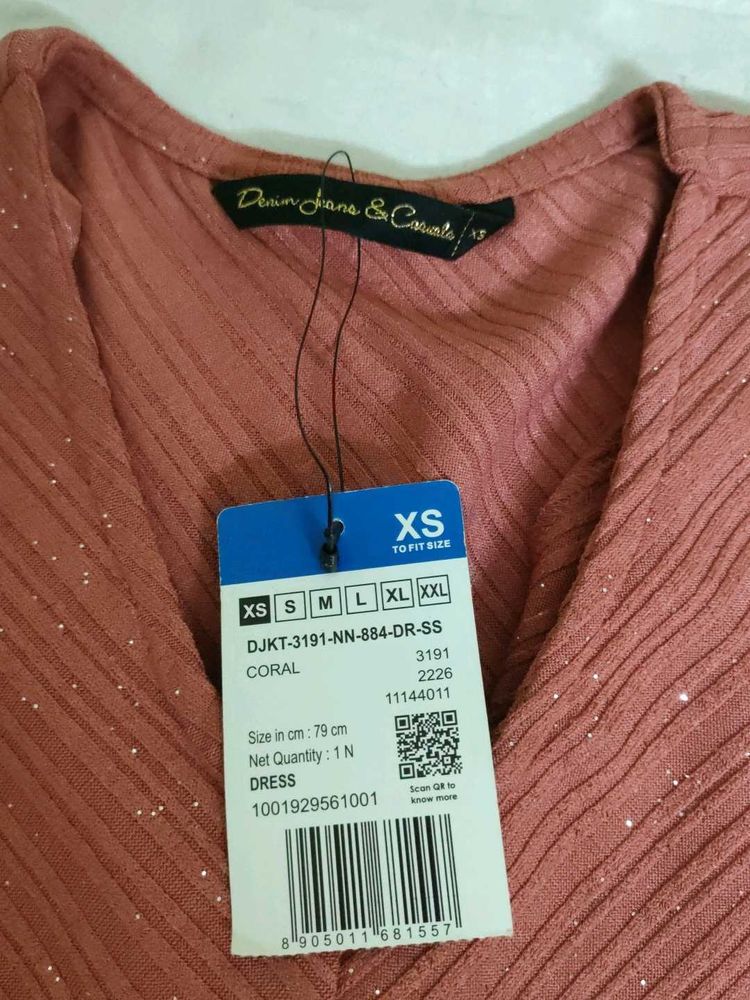 Denim Jeans & Casuals / XS
XS
TO FIT SIZE
XS S M L XL XXL
DJKT-3191-NN-884-DR-SS
CORAL 3191
2226
11144011
Size in cm : 79 cm
Net Quantity : 1 N
DRESS
1001929561001
Scan QR to
know more
8 905011 681557